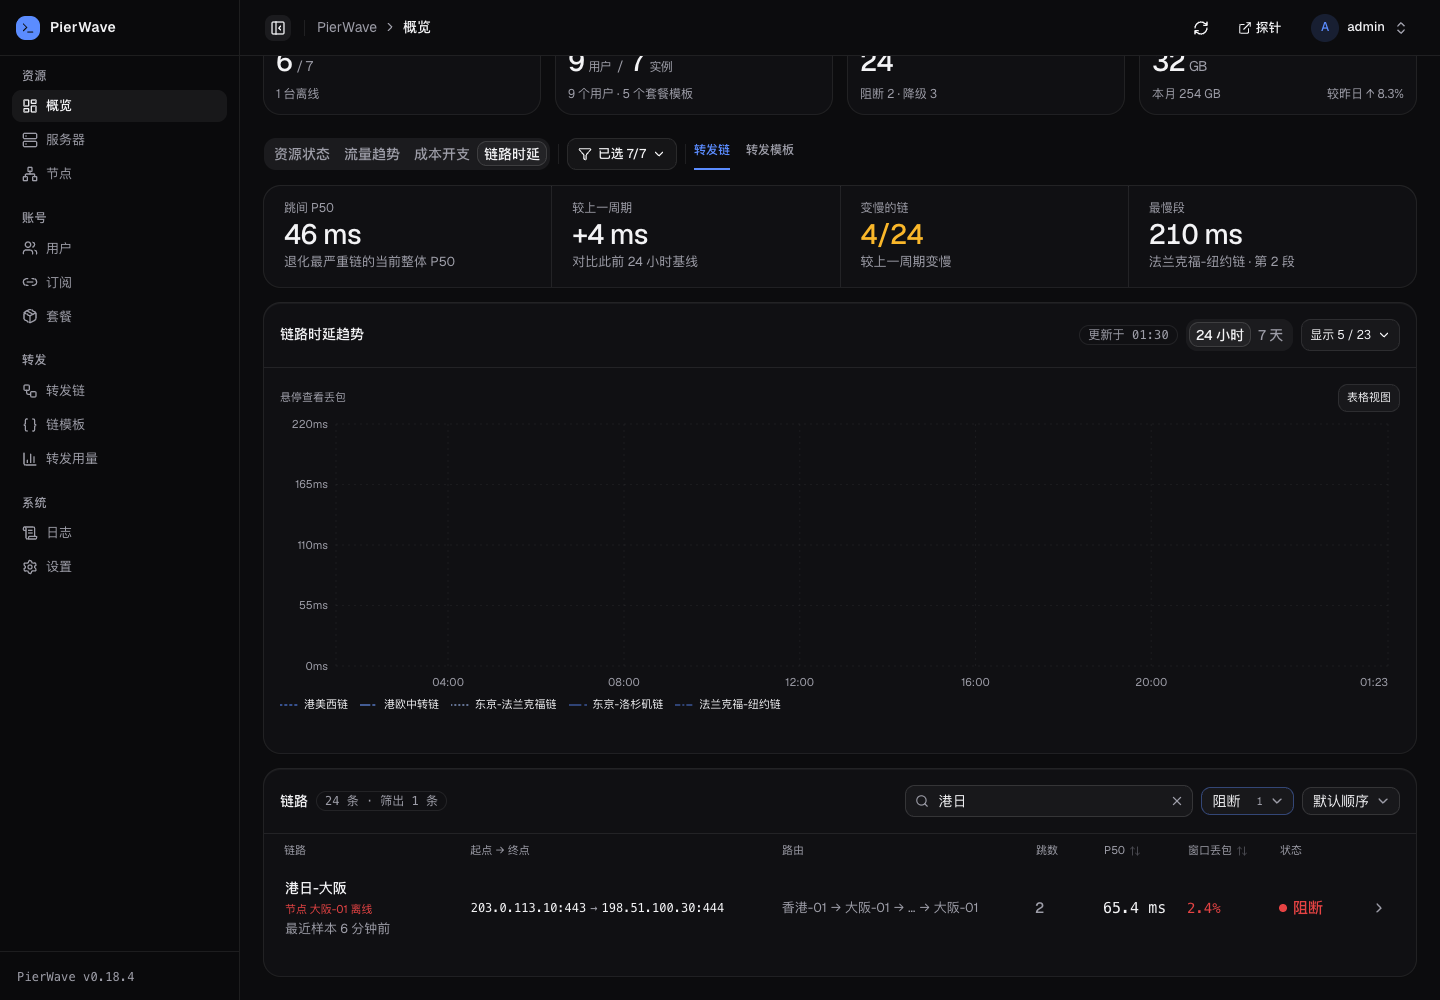 PierWave
PierWave > 概览
探针
A admin
资源
概览
服务器
节点
账号
用户
订阅
套餐
转发
转发链
链模板
转发用量
系统
日志
设置
PierWave v0.18.4
6 / 7
1 台离线
9 用户 / 7 实例
9 个用户 · 5 个套餐模板
24
阻断 2 · 降级 3
32 GB
本月 254 GB 较昨日 ↑ 8.3%
资源状态 流量趋势 成本开支 链路时延 已选 7/7 转发链 转发模板
跳间 P50
46 ms
退化最严重链的当前整体 P50
较上一周期
+4 ms
对比此前 24 小时基线
变慢的链
4/24
较上一周期变慢
最慢段
210 ms
法兰克福-纽约链 · 第 2 段
链路时延趋势 更新于 01:30 24 小时 7 天 显示 5 / 23
悬停查看丢包 表格视图
220ms
165ms
110ms
55ms
0ms
04:00 08:00 12:00 16:00 20:00 01:23
港美西链 港欧中转链 东京-法兰克福链 东京-洛杉矶链 法兰克福-纽约链
链路 24 条 · 筛出 1 条 港日 阻断 1 默认顺序
链路 起点 → 终点 路由 跳数 P50 窗口丢包 状态
港日-大阪
节点 大阪-01 离线
最近样本 6 分钟前
203.0.113.10:443 → 198.51.100.30:444 香港-01 → 大阪-01 → … → 大阪-01 2 65.4 ms 2.4% 阻断